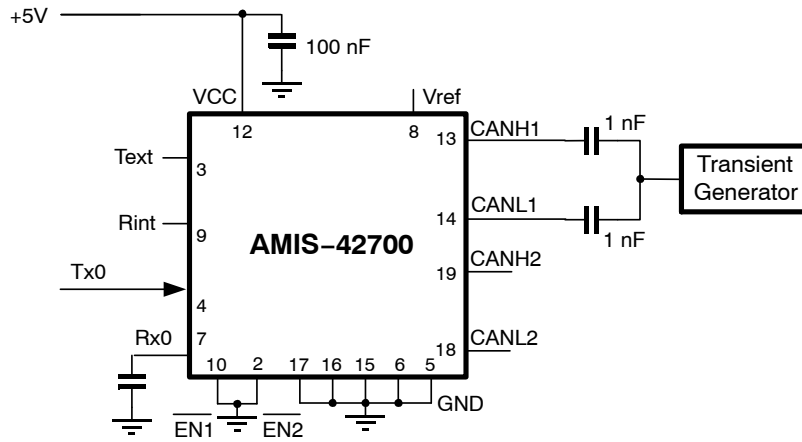 +5V
100 nF
VCC
Vref
12
8
13
CANH1
1 nF
Text
3
Transient
Generator
Rint
9
14
CANL1
1 nF
AMIS−42700
19
CANH2
Tx0
4
Rx0
7
18
CANL2
10
2
17
16
15
6
5
GND
EN1
EN2